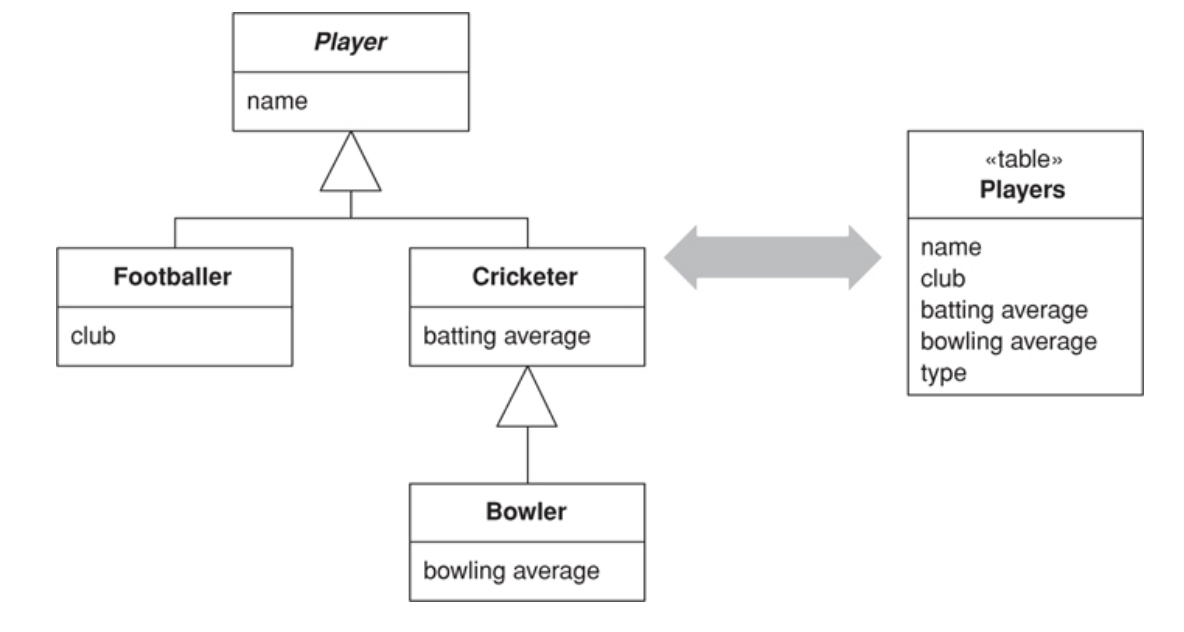 Player
name
Footballer
club
Cricketer
batting average
Bowler
bowling average
«table»
Players
name
club
batting average
bowling average
type